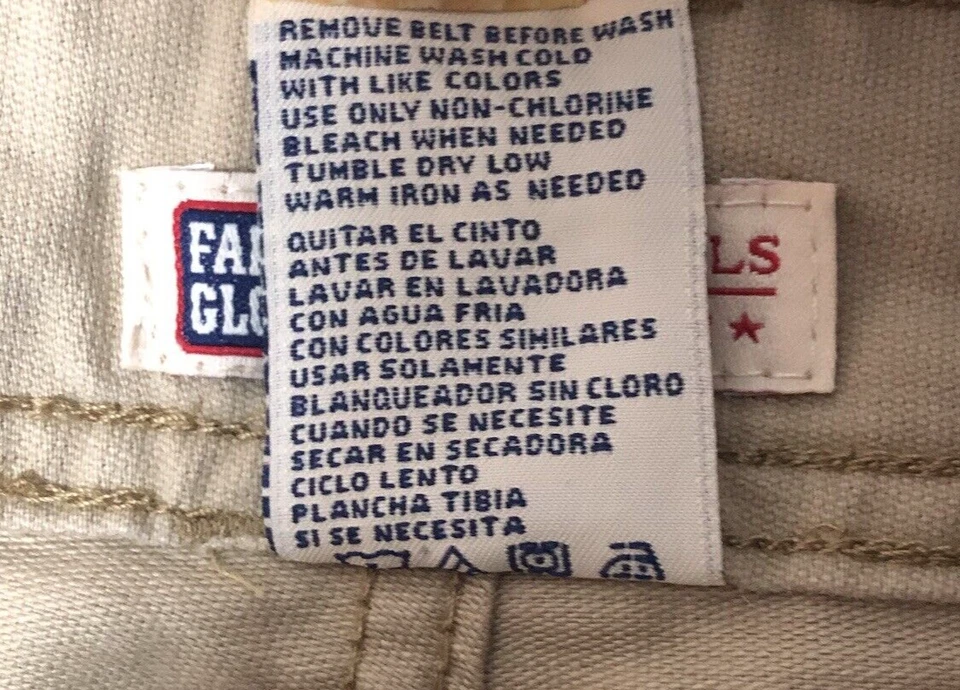 REMOVE BELT BEFORE WASH
MACHINE WASH COLD
WITH LIKE COLORS
USE ONLY NON-CHLORINE
BLEACH WHEN NEEDED
TUMBLE DRY LOW
WARM IRON AS NEEDED
QUITAR EL CINTO
ANTES DE LAVAR
LAVAR EN LAVADORA
CON AGUA FRIA
CON COLORES SIMILARES
USAR SOLAMENTE
BLANQUEADOR SIN CLORO
CUANDO SE NECESITE
SECAR EN SECADORA
CICLO LENTO
PLANCHA TIBIA
SI SE NECESITA